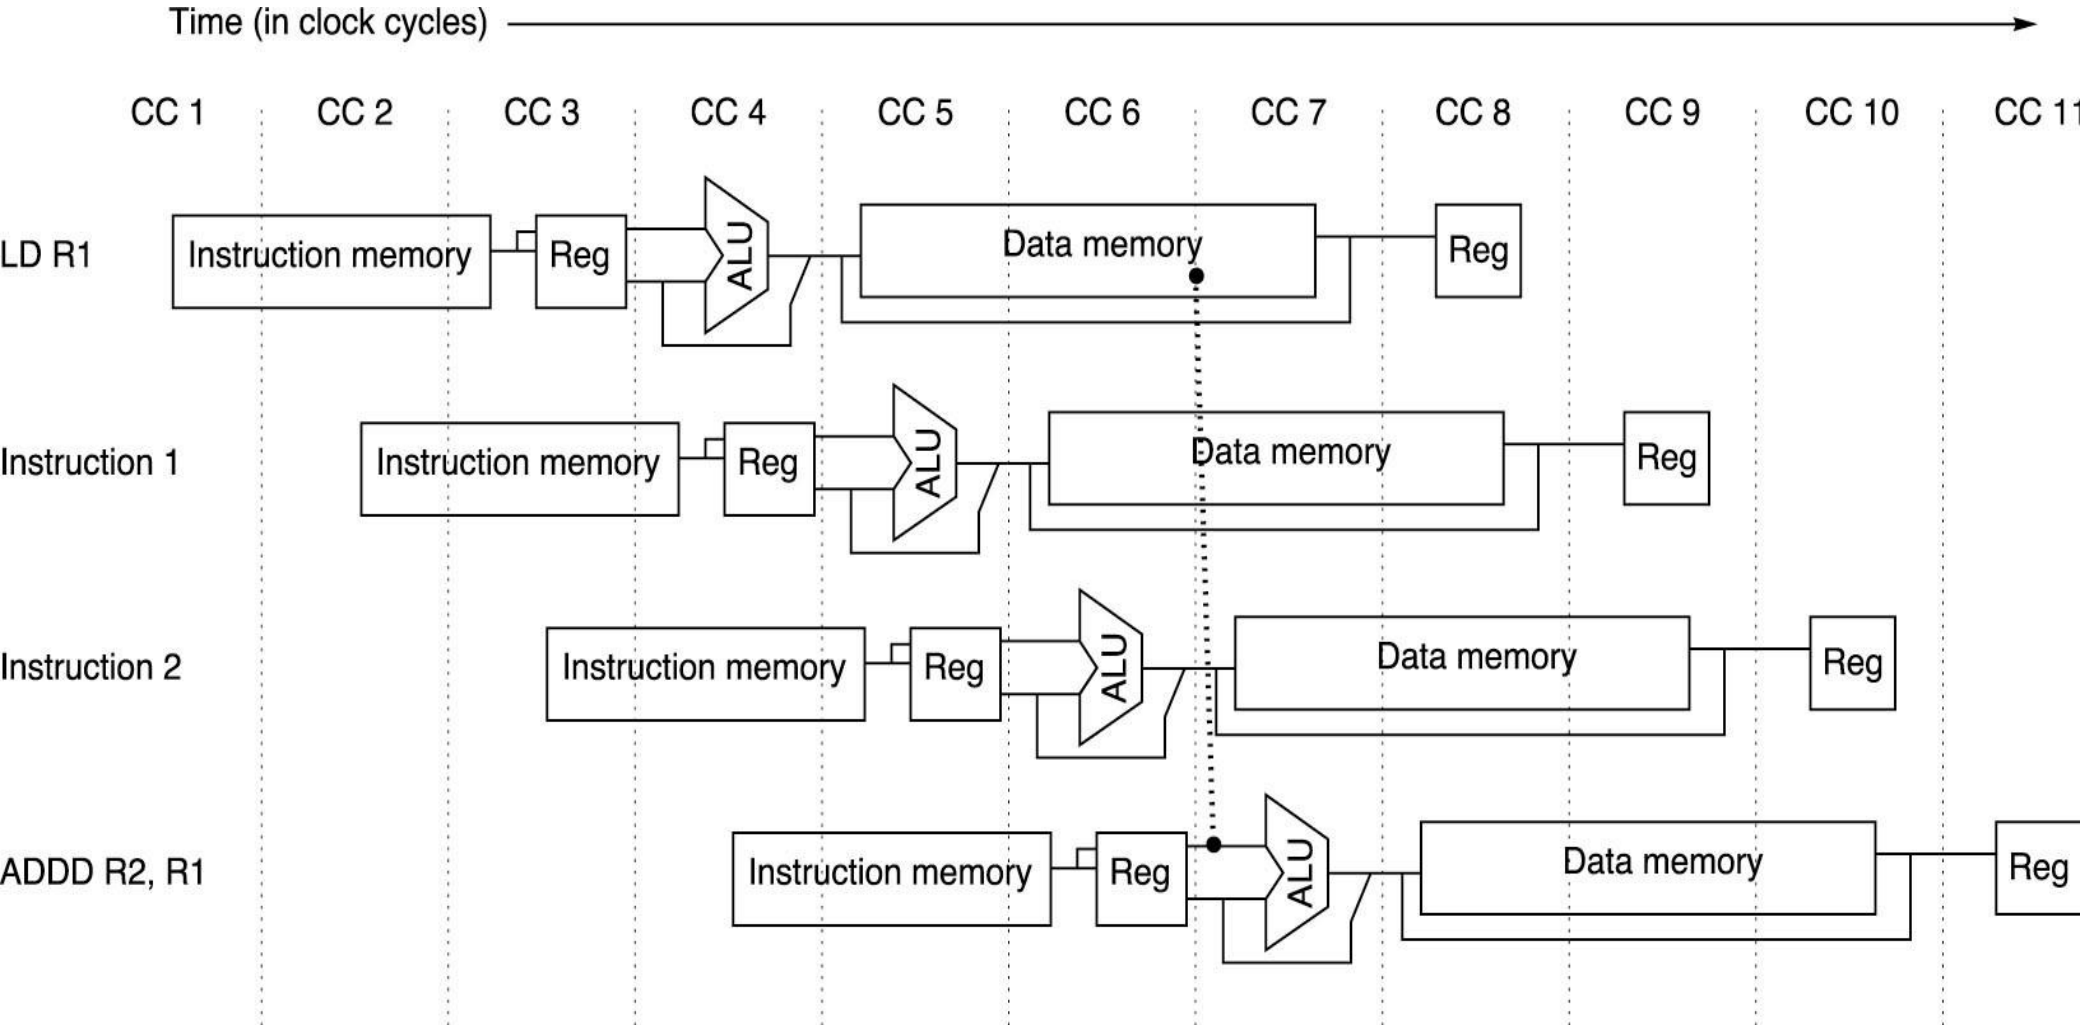 Time (in clock cycles)
CC 1 CC 2 CC 3 CC 4 CC 5 CC 6 CC 7 CC 8 CC 9 CC 10 CC 11
LD R1 Instruction memory Reg ALU Data memory Reg
Instruction 1 Instruction memory Reg ALU Data memory Reg
Instruction 2 Instruction memory Reg ALU Data memory Reg
ADDD R2, R1 Instruction memory Reg ALU Data memory Reg